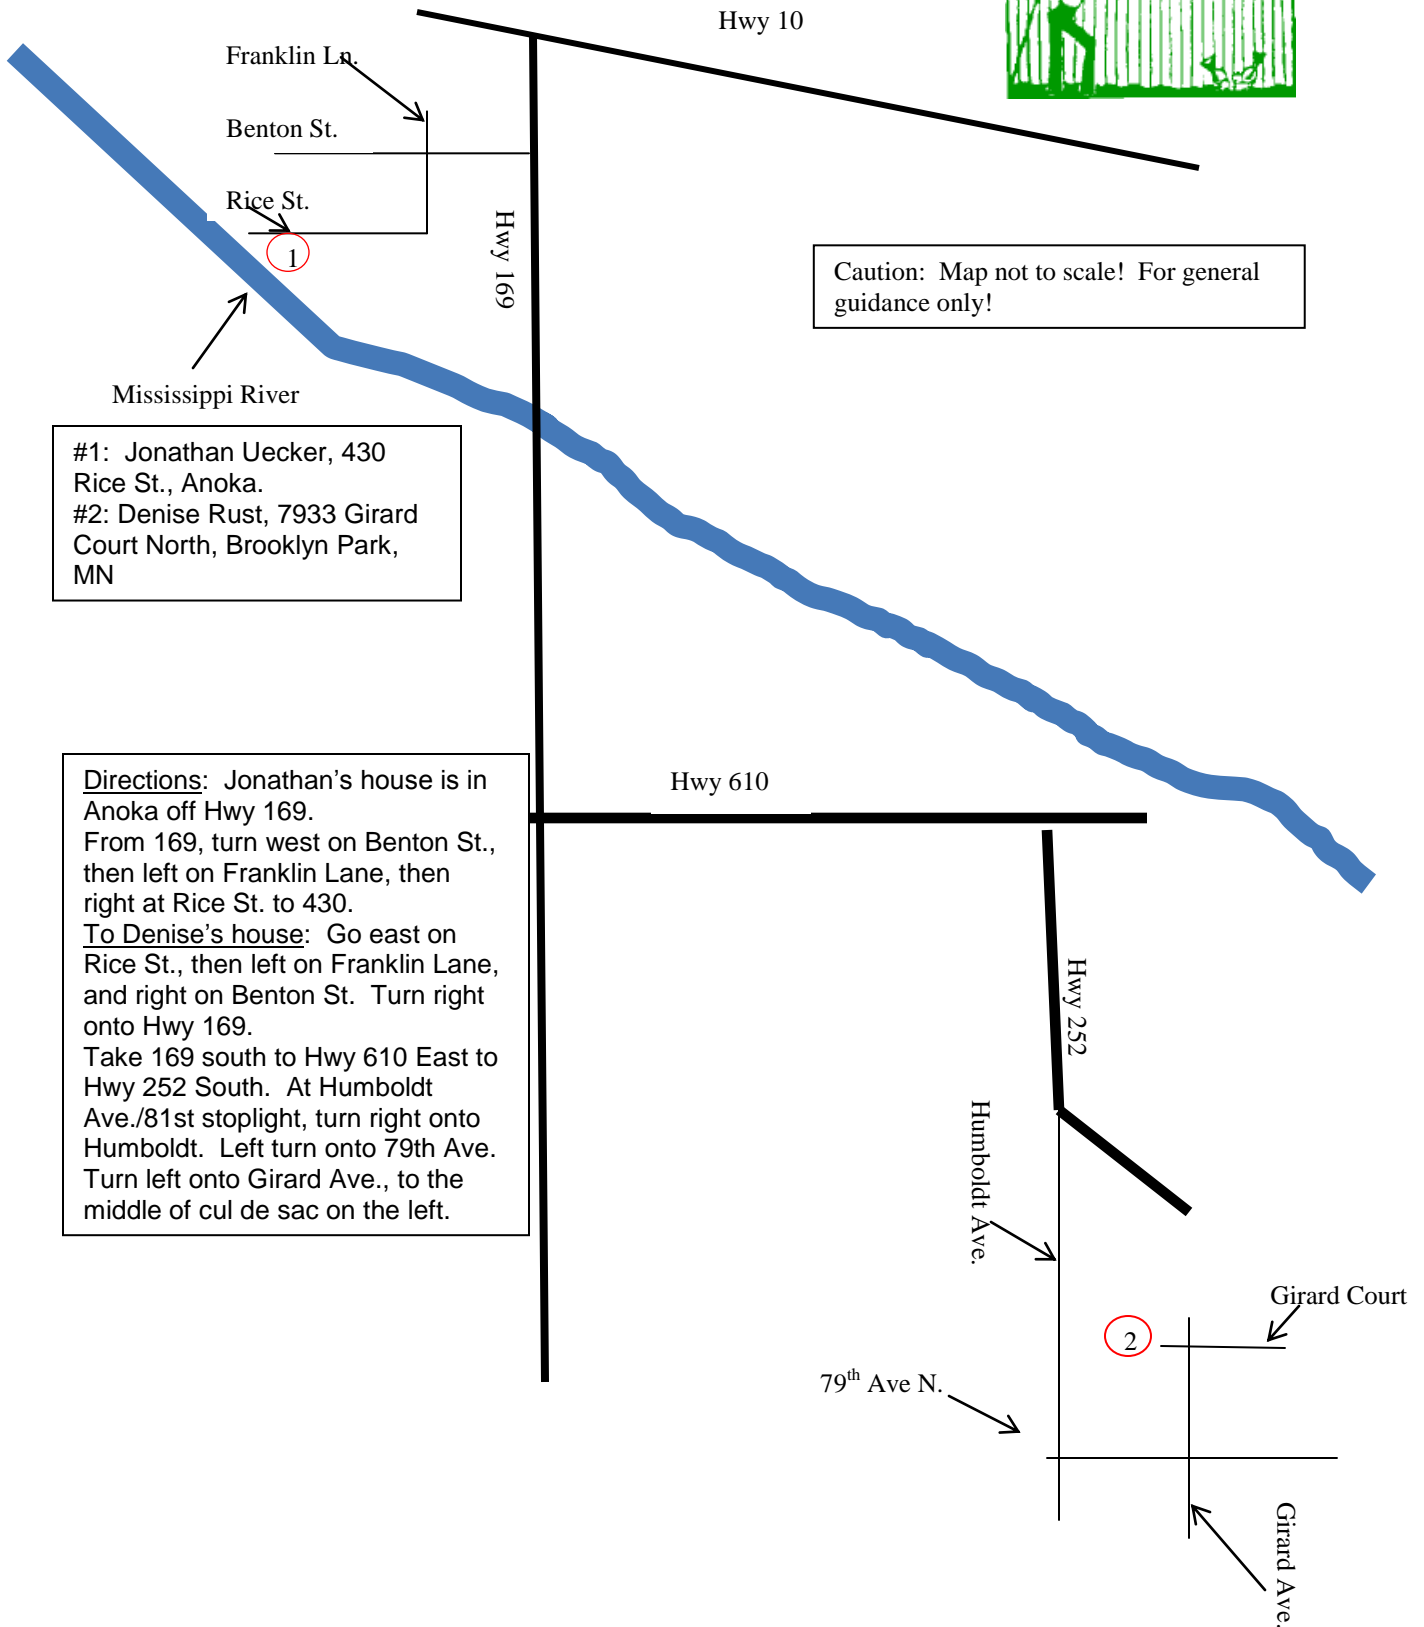 Hwy 10
Franklin Ln.
Benton St.
Rice St.
1
Hwy 169
Caution:  Map not to scale!  For general
guidance only!
Mississippi River
#1:  Jonathan Uecker, 430
Rice St., Anoka.
#2: Denise Rust, 7933 Girard
Court North, Brooklyn Park,
MN
Directions:  Jonathan’s house is in
Anoka off Hwy 169.
From 169, turn west on Benton St.,
then left on Franklin Lane, then
right at Rice St. to 430.
To Denise’s house:  Go east on
Rice St., then left on Franklin Lane,
and right on Benton St.  Turn right
onto Hwy 169.
Take 169 south to Hwy 610 East to
Hwy 252 South.  At Humboldt
Ave./81st stoplight, turn right onto
Humboldt.  Left turn onto 79th Ave.
Turn left onto Girard Ave., to the
middle of cul de sac on the left.
Hwy 610
Hwy 252
Humboldt Ave.
Girard Court
2
79th Ave N.
Girard Ave.